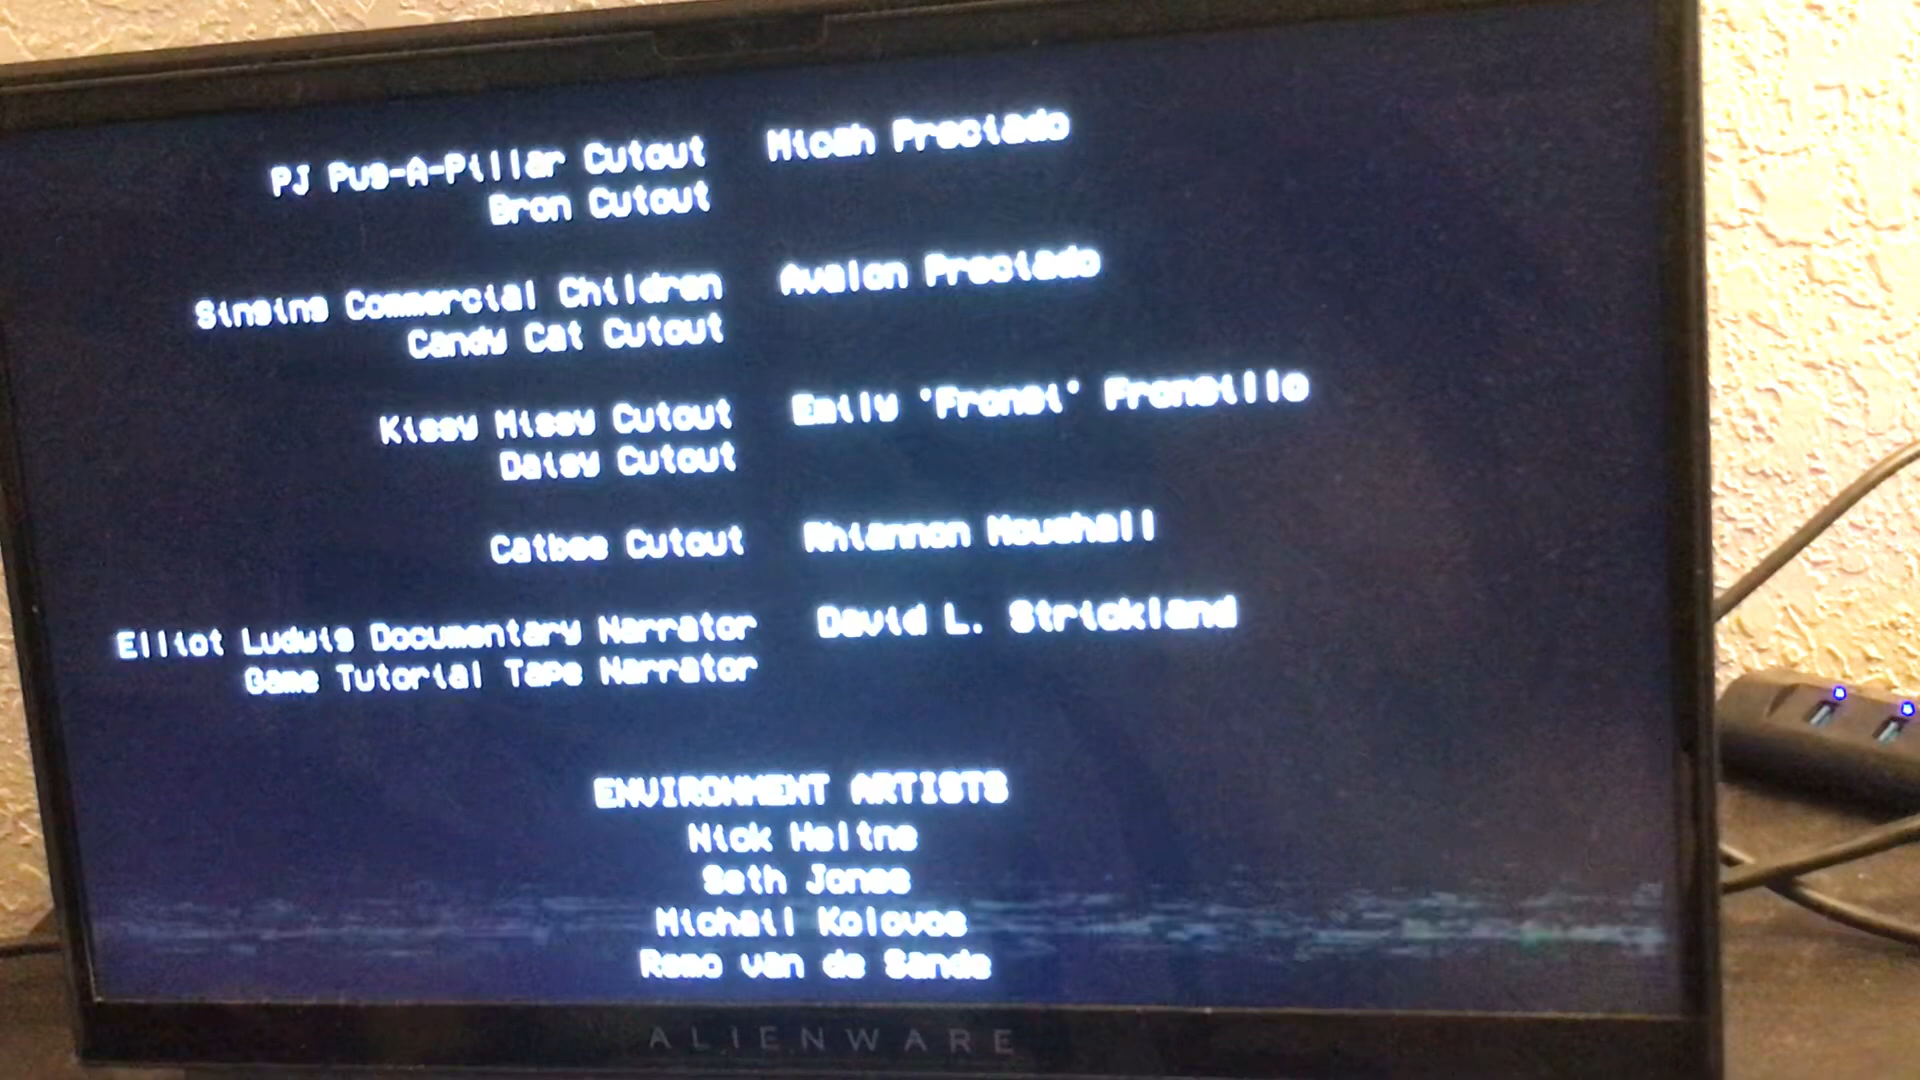 PJ Pug-A-Pillar Cutout Micah Preciado
Bron Cutout
Singing Commercial Children Avalon Preciado
Candy Cat Cutout
Kissy Missy Cutout Emily 'Fronzi' Fronzillo
Daisy Cutout
Catbee Cutout Rhiannon Moushall
Elliot Ludwig Documentary Narrator David L. Strickland
Game Tutorial Tape Narrator
ENVIRONMENT ARTISTS
Nick Heltne
Seth Jones
Michail Kolovos
Remo van de Sande
ALIENWARE